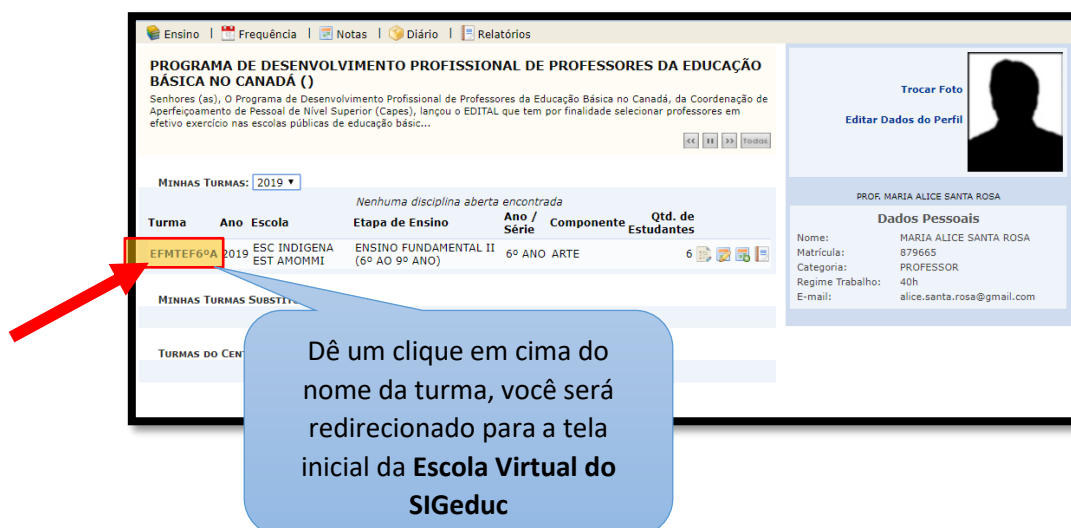 Ensino | Frequência | Notas | Diário | Relatórios
PROGRAMA DE DESENVOLVIMENTO PROFISSIONAL DE PROFESSORES DA EDUCAÇÃO
BÁSICA NO CANADÁ ()
Senhores (as), O Programa de Desenvolvimento Profissional de Professores da Educação Básica no Canadá, da Coordenação de
Aperfeiçoamento de Pessoal de Nível Superior (Capes), lançou o EDITAL que tem por finalidade selecionar professores em
efetivo exercício nas escolas públicas de educação básic...
Todas
Trocar Foto
Editar Dados do Perfil
PROF. MARIA ALICE SANTA ROSA
Dados Pessoais
Nome: MARIA ALICE SANTA ROSA
Matrícula: 879665
Categoria: PROFESSOR
Regime Trabalho: 40h
E-mail: alice.santa.rosa@gmail.com
MINHAS TURMAS: 2019
Nenhuma disciplina aberta encontrada
Turma Ano Escola Etapa de Ensino Ano / Série Componente Qtd. de Estudantes
EFMTEF6ºA 2019 ESC INDIGENA EST AMOMMI ENSINO FUNDAMENTAL II (6º AO 9º ANO) 6º ANO ARTE 6
MINHAS TURMAS
TURMAS DO
Dê um clique em cima do
nome da turma, você será
redirecionado para a tela
inicial da Escola Virtual do
SIGeduc